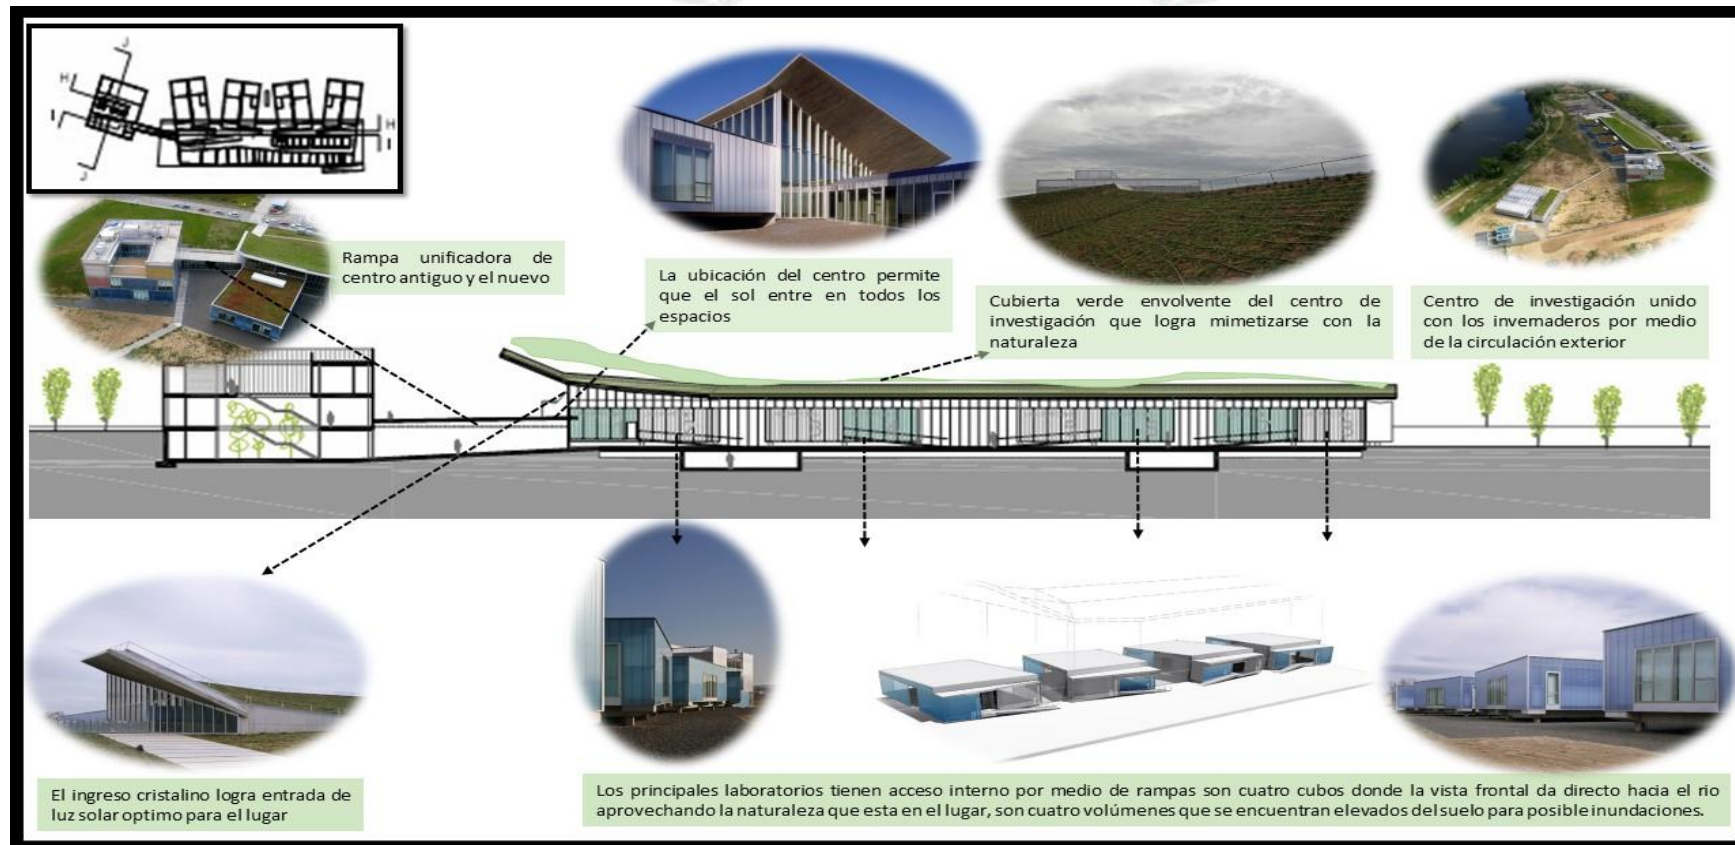 J
H
I
H
I
J
Rampa unificadora de
centro antiguo y el nuevo
La ubicación del centro permite
que el sol entre en todos los
espacios
Cubierta verde envolvente del centro de
investigación que logra mimetizarse con la
naturaleza
Centro de investigación unido
con los invernaderos por medio
de la circulación exterior
El ingreso cristalino logra entrada de
luz solar optimo para el lugar
Los principales laboratorios tienen acceso interno por medio de rampas son cuatro cubos donde la vista frontal da directo hacia el rio
aprovechando la naturaleza que esta en el lugar, son cuatro volúmenes que se encuentran elevados del suelo para posible inundaciones.